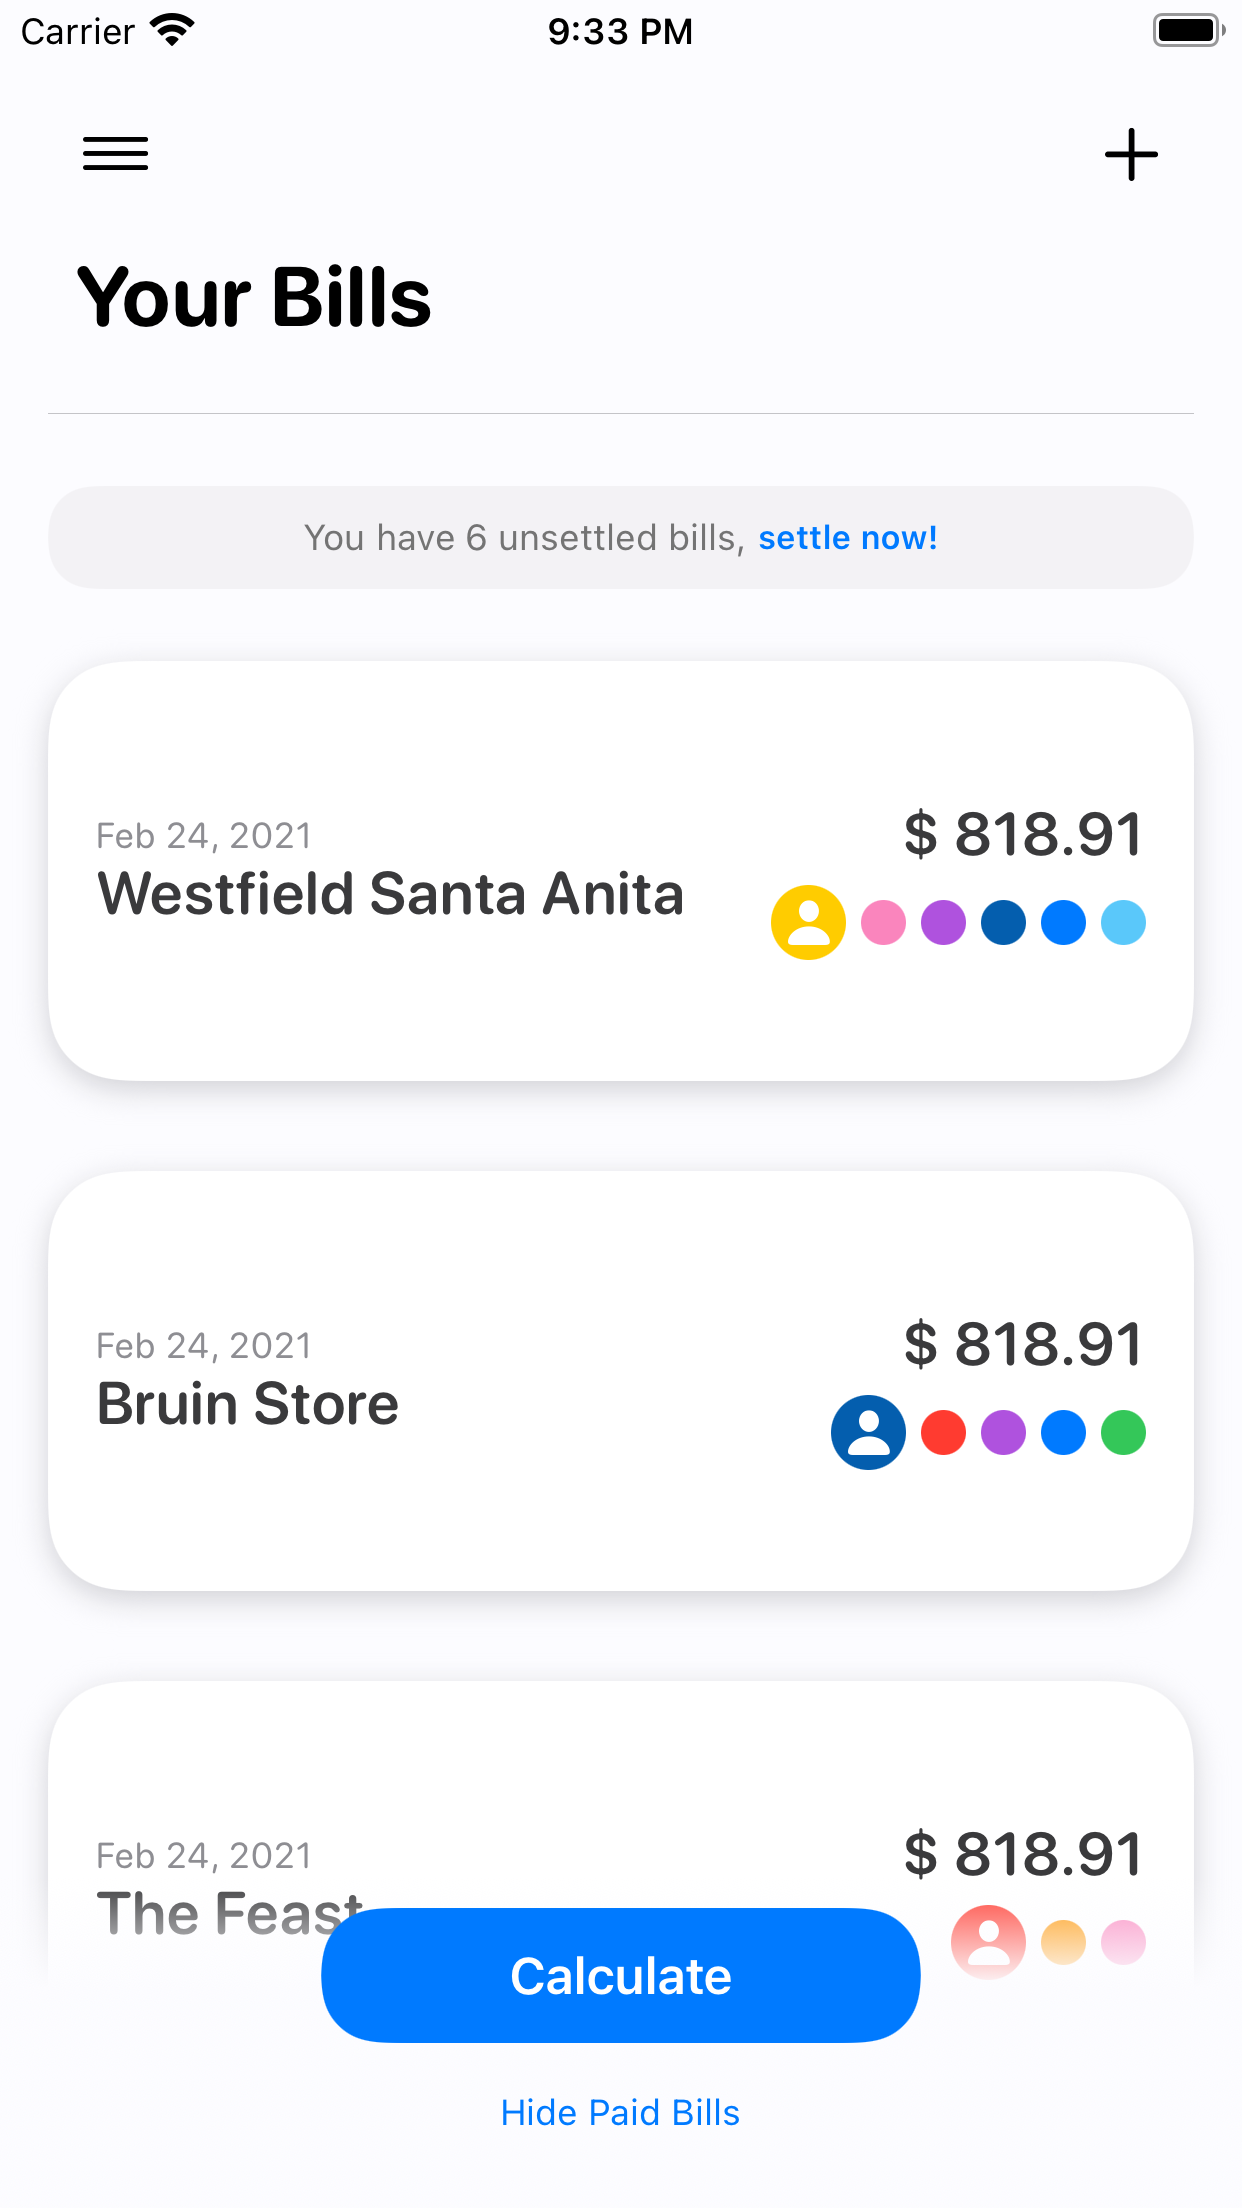 Carrier 9:33 PM
Your Bills
You have 6 unsettled bills, settle now!
Feb 24, 2021
$ 818.91
Westfield Santa Anita
Feb 24, 2021
$ 818.91
Bruin Store
Feb 24, 2021
$ 818.91
The Feast
Calculate
Hide Paid Bills